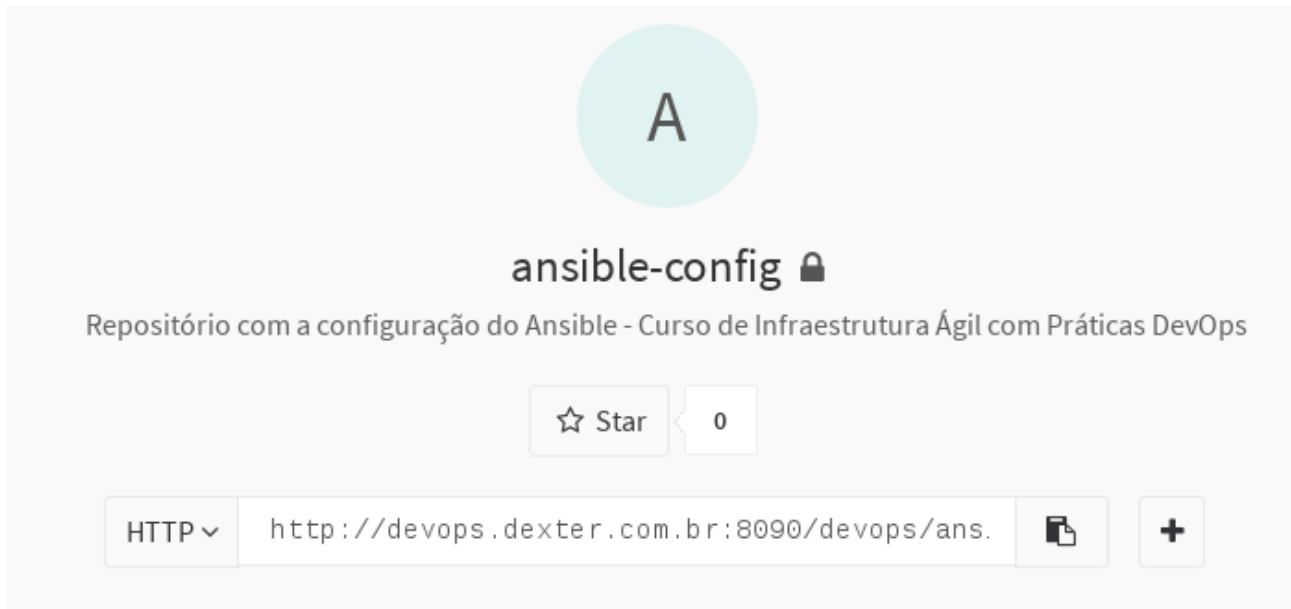 A
ansible-config
Repositório com a configuração do Ansible - Curso de Infraestrutura Ágil com Práticas DevOps
Star 0
HTTP http://devops.dexter.com.br:8090/devops/ans.